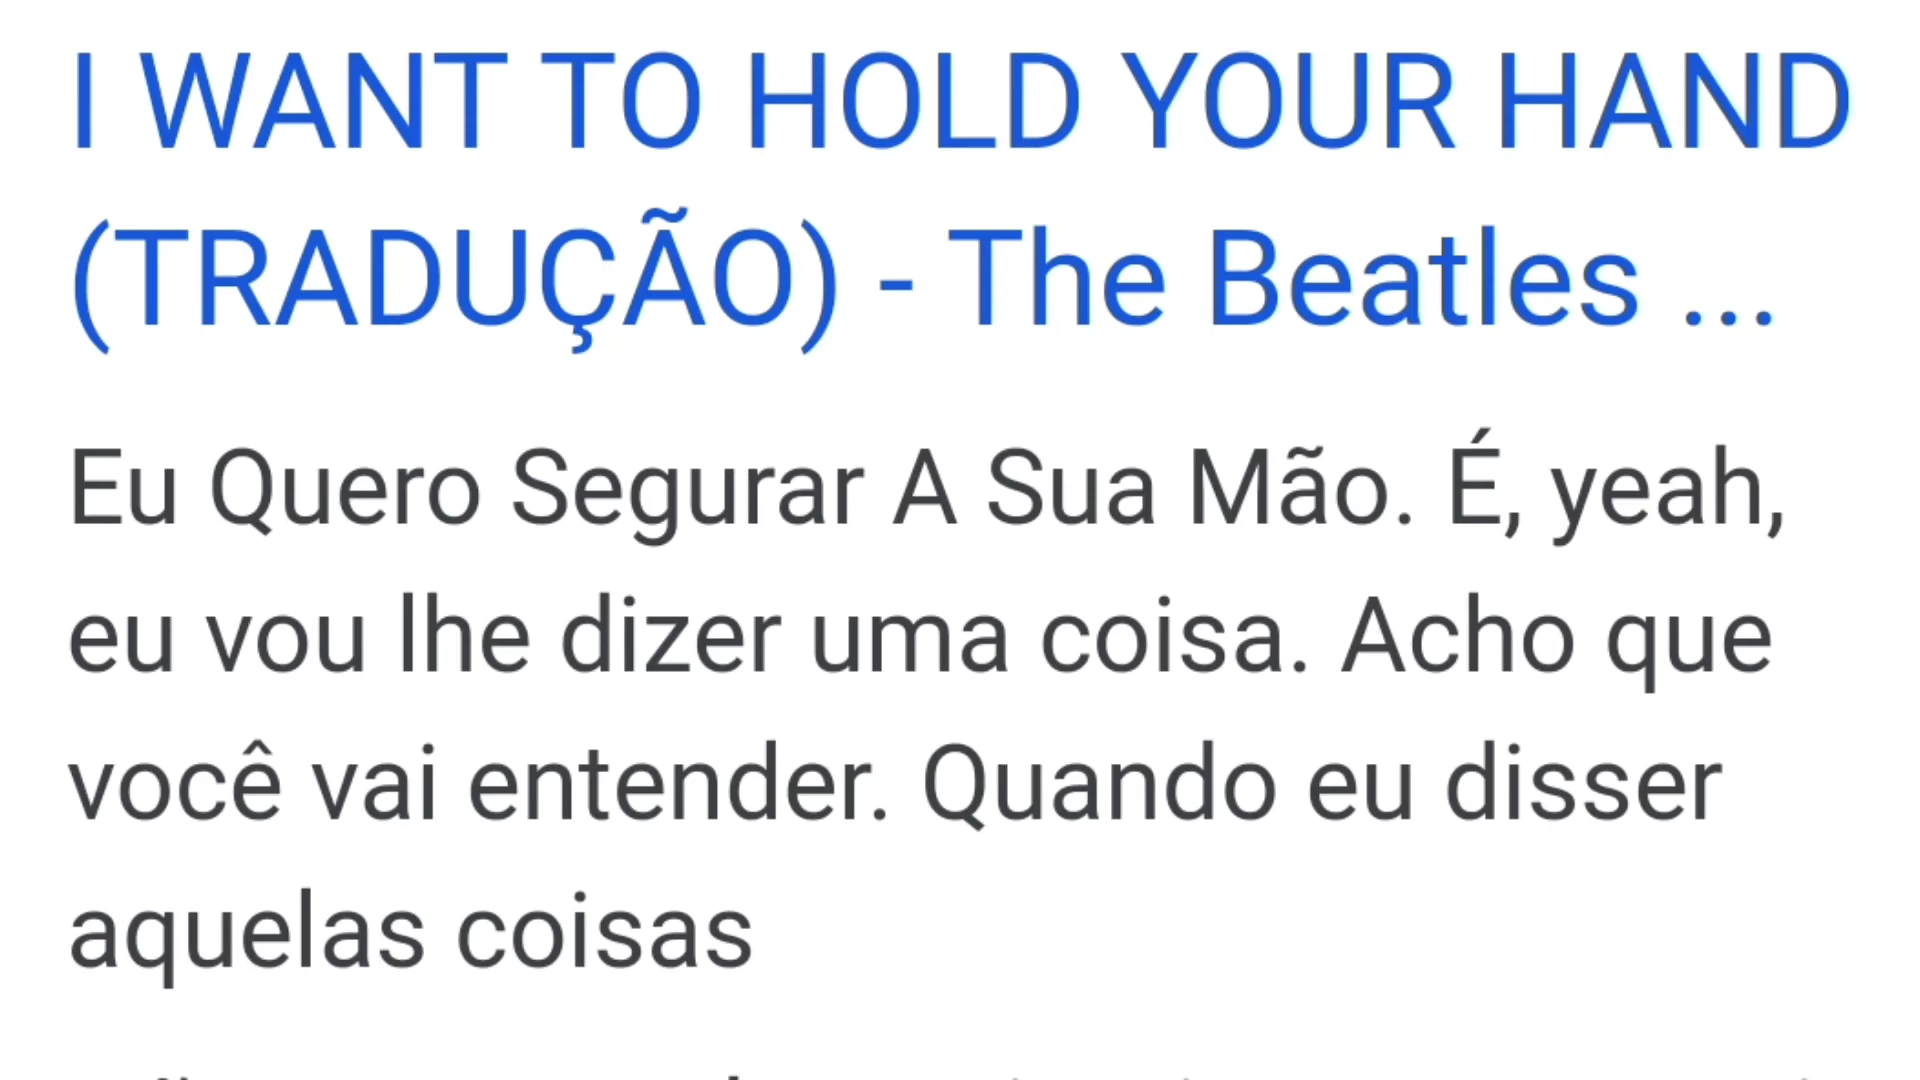 I WANT TO HOLD YOUR HAND
(TRADUÇÃO) - The Beatles ...
Eu Quero Segurar A Sua Mão. É, yeah,
eu vou lhe dizer uma coisa. Acho que
você vai entender. Quando eu disser
aquelas coisas